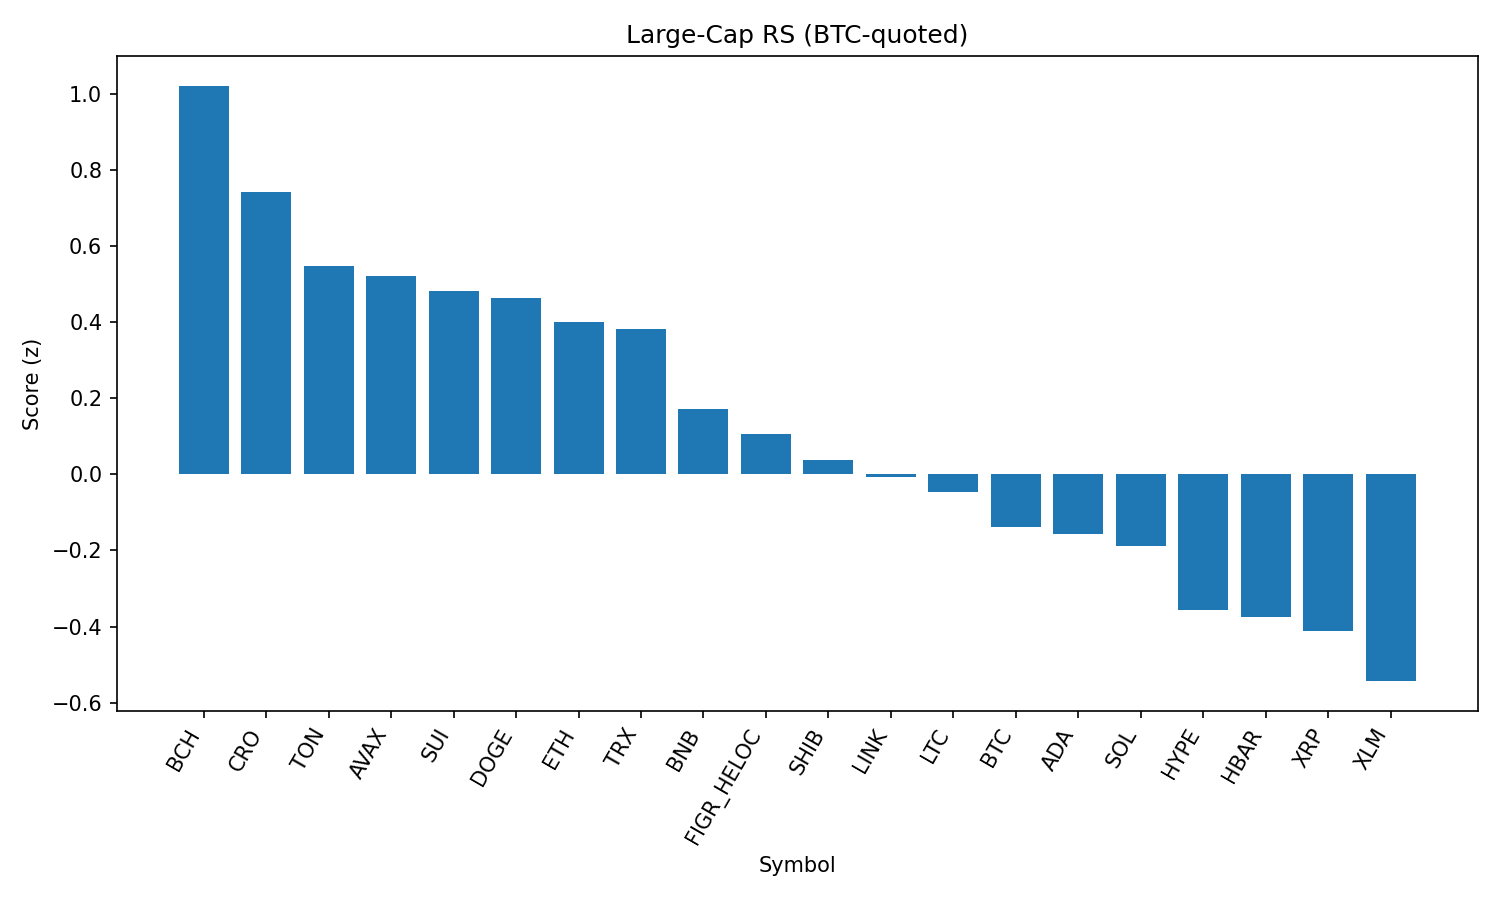 Large-Cap RS (BTC-quoted)
Score (z)
1.0
0.8
0.6
0.4
0.2
0.0
−0.2
−0.4
−0.6
BCH
CRO
TON
AVAX
SUI
DOGE
ETH
TRX
BNB
FIGR_HELOC
SHIB
LINK
LTC
BTC
ADA
SOL
HYPE
HBAR
XRP
XLM
Symbol